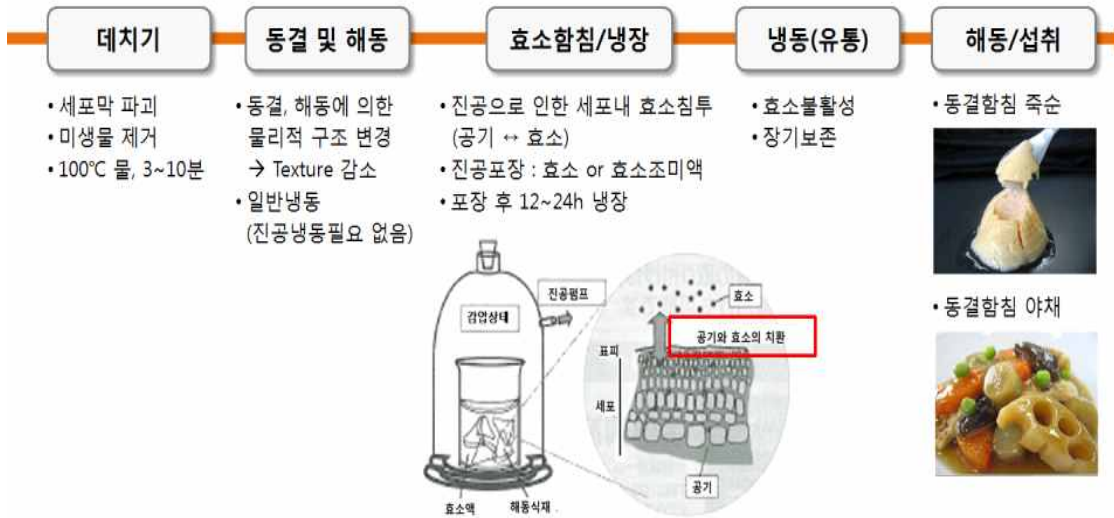 데치기
동결 및 해동
효소함침/냉장
냉동(유통)
해동/섭취
• 세포막 파괴
• 미생물 제거
• 100℃ 물, 3~10분
• 동결, 해동에 의한
물리적 구조 변경
→ Texture 감소
• 일반냉동
(진공냉동필요 없음)
• 진공으로 인한 세포내 효소침투
(공기 ↔ 효소)
• 진공포장 : 효소 or 효소조미액
• 포장 후 12~24h 냉장
• 효소불활성
• 장기보존
• 동결함침 죽순
• 동결함침 야채
진공펌프
감압상태
효소액
해동식재
효소
공기와 효소의 치환
표피
세포
공기